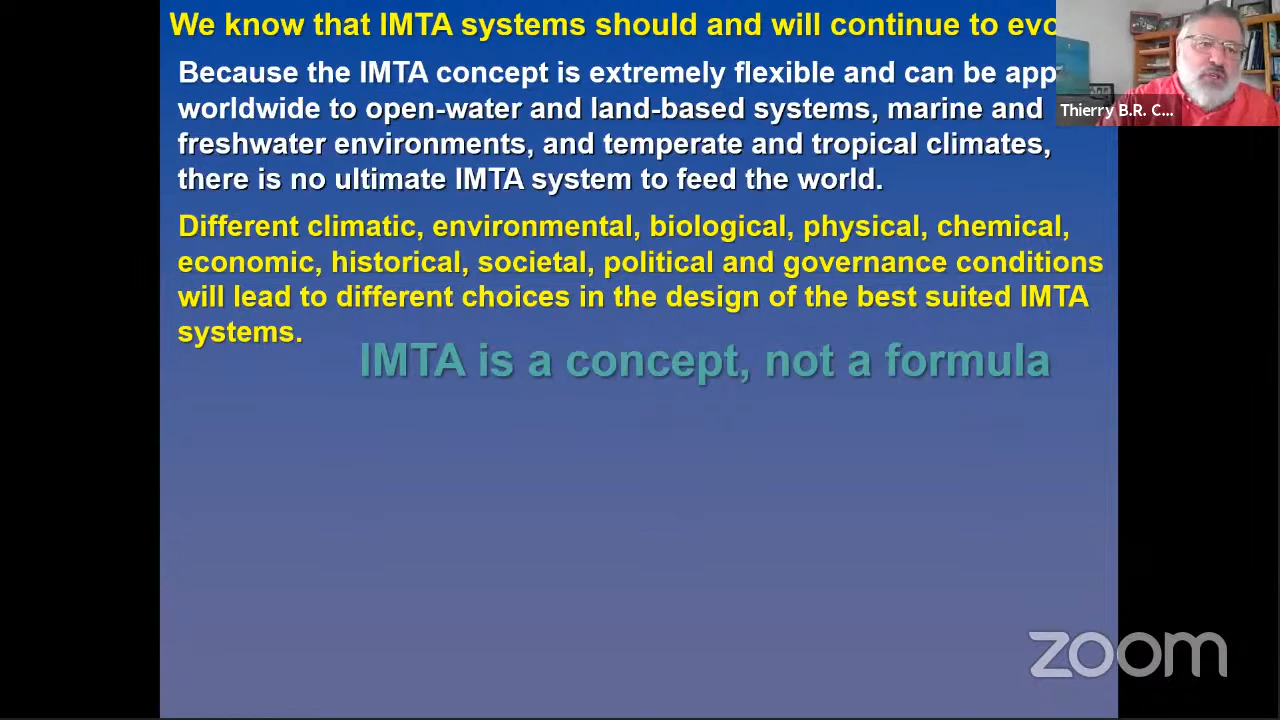 We know that IMTA systems should and will continue to evo
Because the IMTA concept is extremely flexible and can be app
worldwide to open-water and land-based systems, marine and
freshwater environments, and temperate and tropical climates,
there is no ultimate IMTA system to feed the world.
Different climatic, environmental, biological, physical, chemical,
economic, historical, societal, political and governance conditions
will lead to different choices in the design of the best suited IMTA
systems.
IMTA is a concept, not a formula
Thierry B.R. C...
zoom